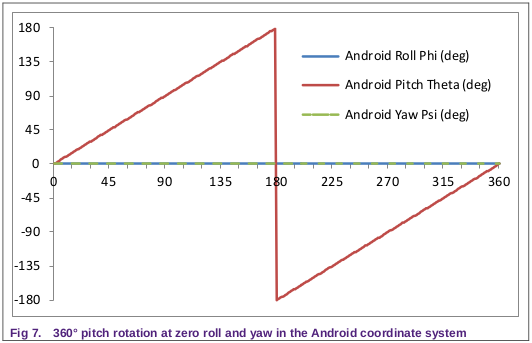 180
135
90
45
0
-45
-90
-135
-180
0 45 90 135 180 225 270 315 360
Android Roll Phi (deg)
Android Pitch Theta (deg)
Android Yaw Psi (deg)
Fig 7. 360° pitch rotation at zero roll and yaw in the Android coordinate system